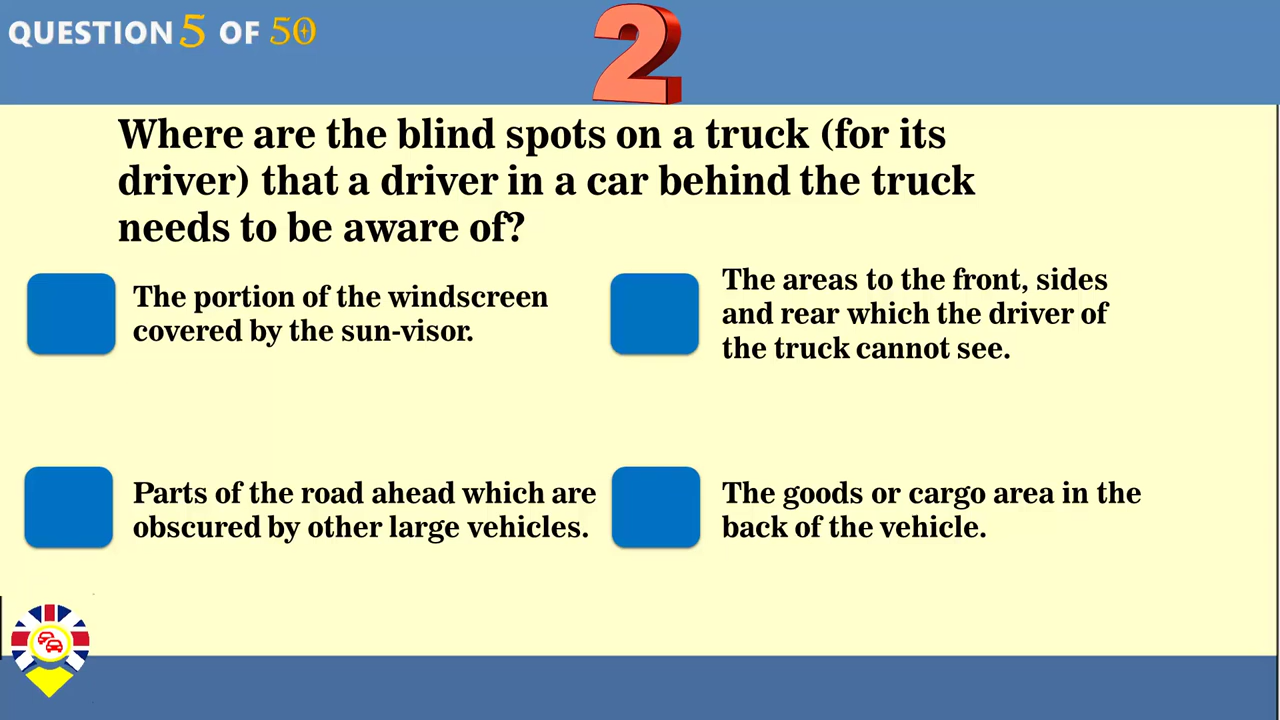 QUESTION 5 OF 50
2
Where are the blind spots on a truck (for its
driver) that a driver in a car behind the truck
needs to be aware of?
The portion of the windscreen
covered by the sun-visor.
The areas to the front, sides
and rear which the driver of
the truck cannot see.
Parts of the road ahead which are
obscured by other large vehicles.
The goods or cargo area in the
back of the vehicle.